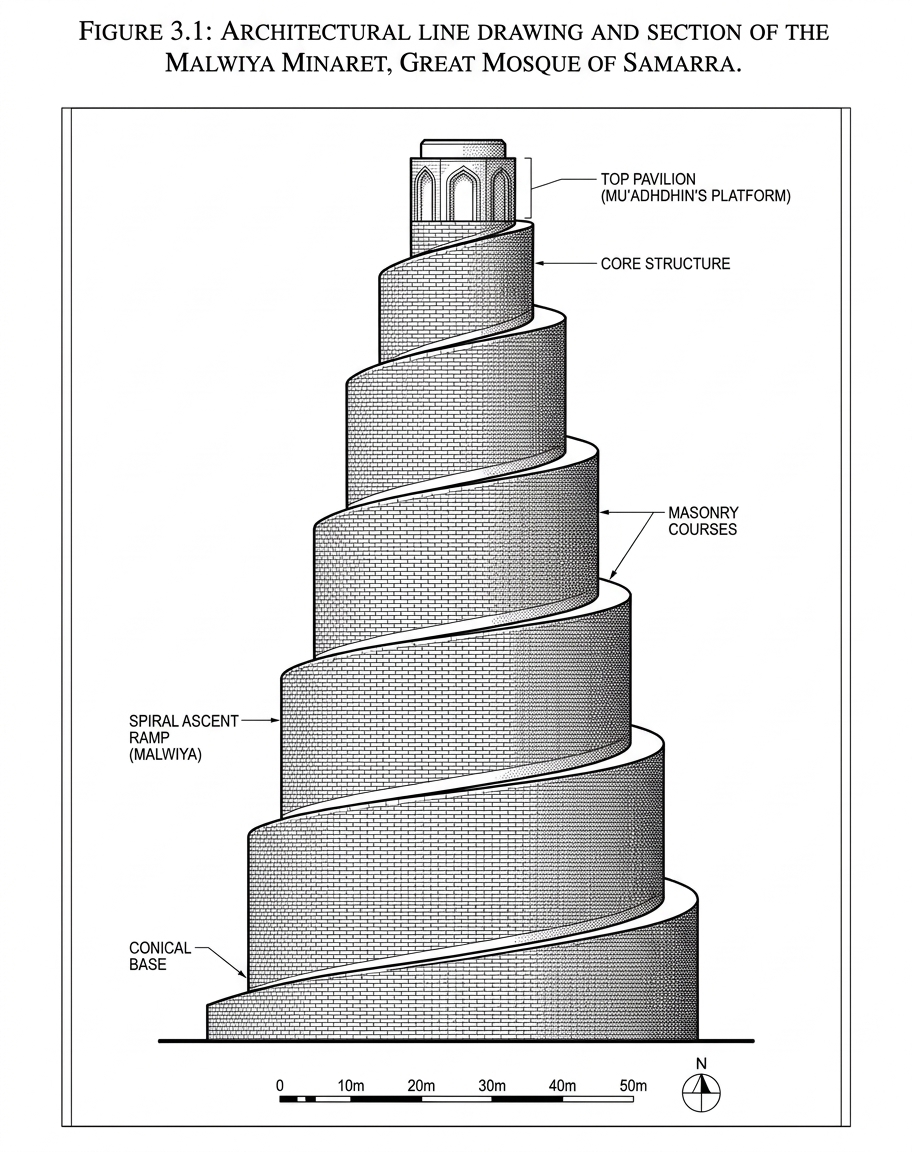 FIGURE 3.1: ARCHITECTURAL LINE DRAWING AND SECTION OF THE
MALWIYA MINARET, GREAT MOSQUE OF SAMARRA.
TOP PAVILION
(MU'ADHDHIN'S PLATFORM)
CORE STRUCTURE
MASONRY
COURSES
SPIRAL ASCENT
RAMP
(MALWIYA)
CONICAL
BASE
0 10m 20m 30m 40m 50m
N